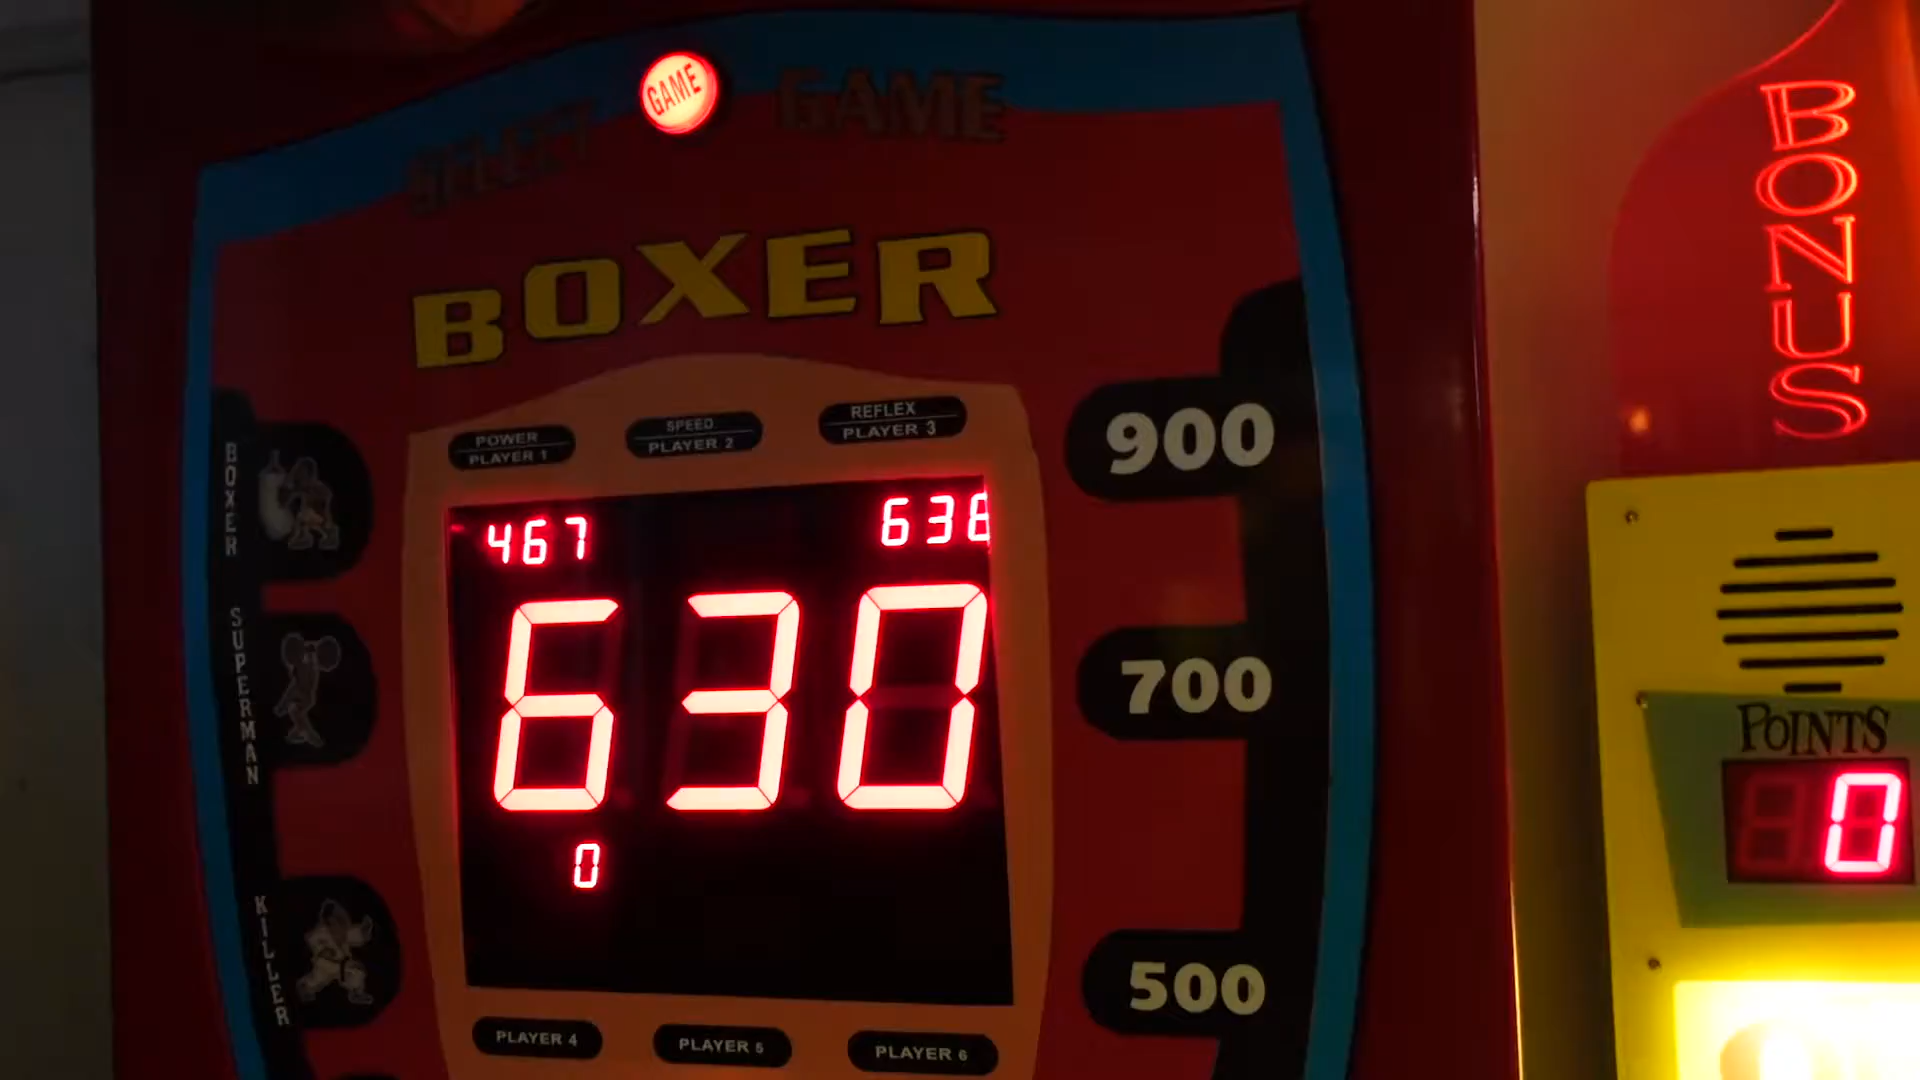 GAME
SELECT GAME
BOXER
POWER
PLAYER 1
SPEED
PLAYER 2
REFLEX
PLAYER 3
467
630
0
BOXER
SUPERMAN
KILLER
900
700
500
PLAYER 4
PLAYER 5
PLAYER 6
BONUS
POINTS
0